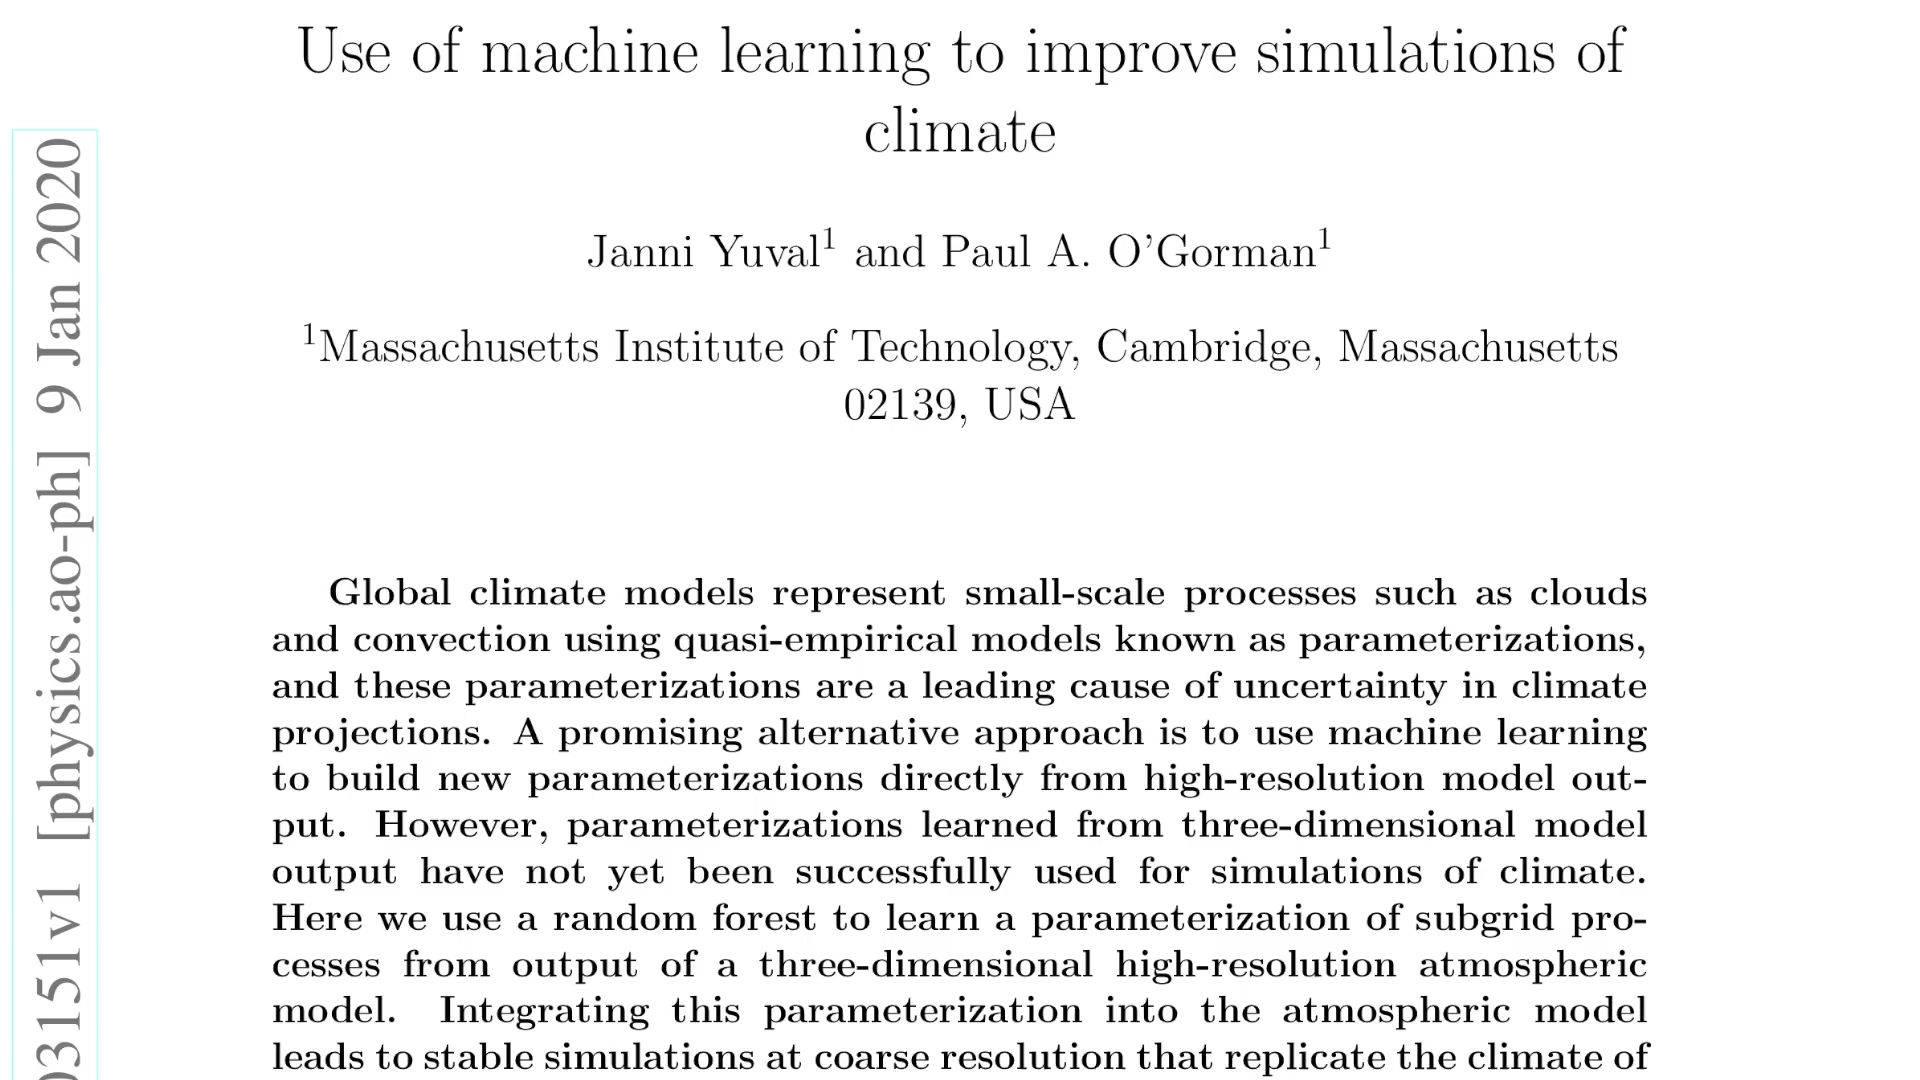 Use of machine learning to improve simulations of
climate
Janni Yuval¹ and Paul A. O'Gorman¹
¹Massachusetts Institute of Technology, Cambridge, Massachusetts
02139, USA
Global climate models represent small-scale processes such as clouds
and convection using quasi-empirical models known as parameterizations,
and these parameterizations are a leading cause of uncertainty in climate
projections. A promising alternative approach is to use machine learning
to build new parameterizations directly from high-resolution model out-
put. However, parameterizations learned from three-dimensional model
output have not yet been successfully used for simulations of climate.
Here we use a random forest to learn a parameterization of subgrid pro-
cesses from output of a three-dimensional high-resolution atmospheric
model. Integrating this parameterization into the atmospheric model
leads to stable simulations at coarse resolution that replicate the climate of
03151v1 [physics.ao-ph] 9 Jan 2020